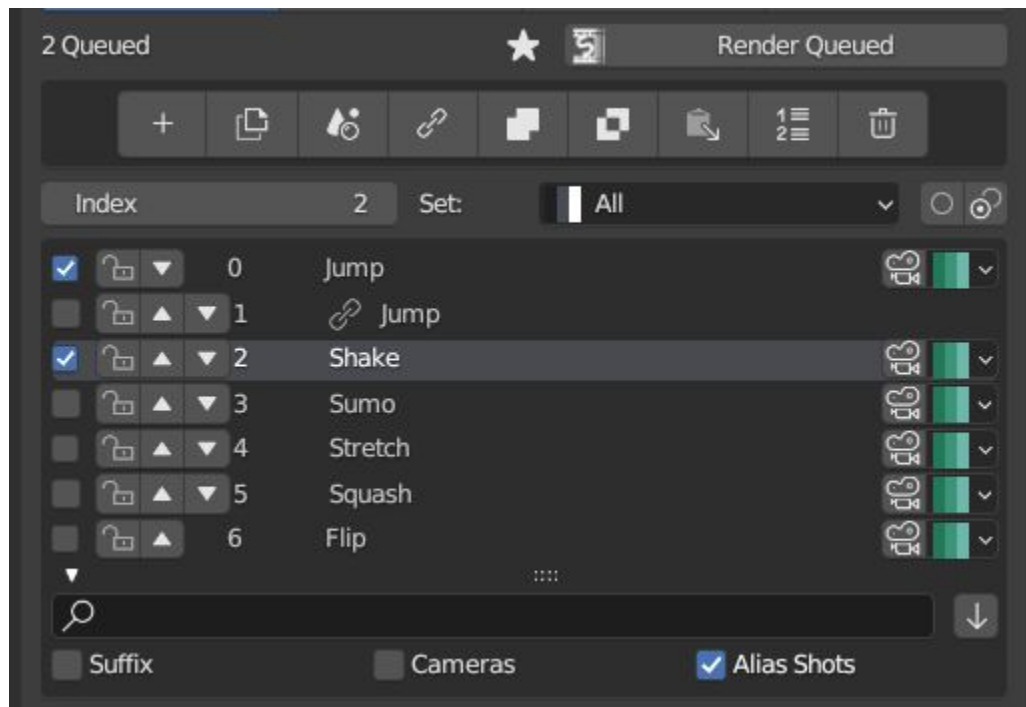 2 Queued Render Queued
Index 2 Set: All
0 Jump
1 Jump
2 Shake
3 Sumo
4 Stretch
5 Squash
6 Flip
Suffix Cameras Alias Shots